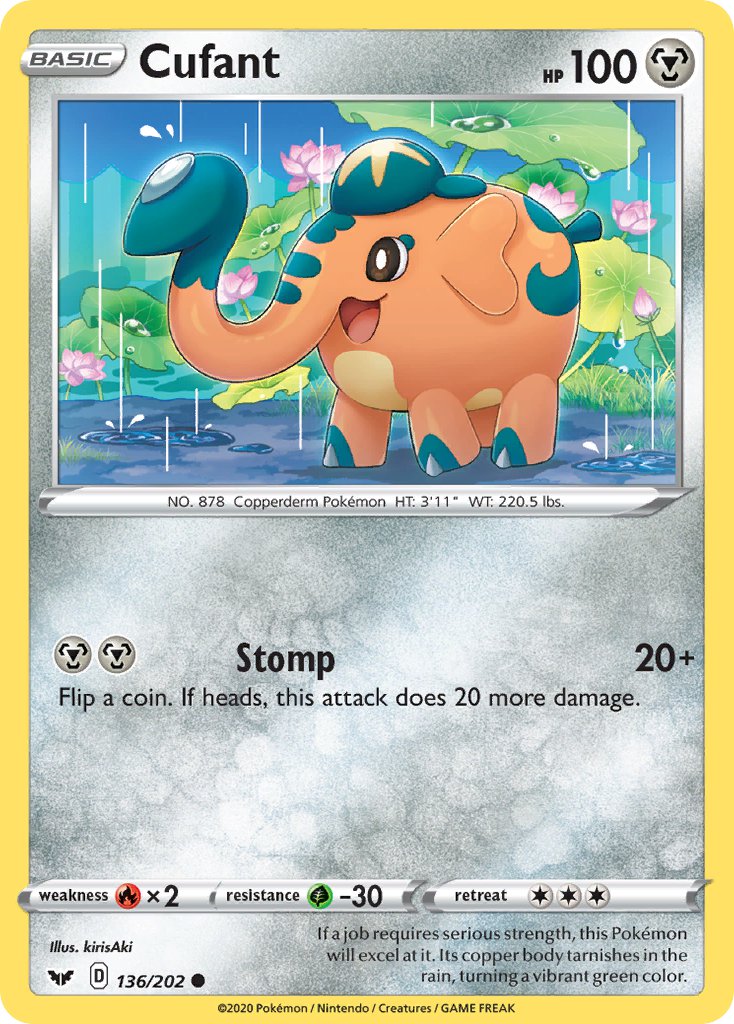 BASIC Cufant HP 100
NO. 878 Copperderm Pokémon HT: 3'11" WT: 220.5 lbs.
Stomp 20+
Flip a coin. If heads, this attack does 20 more damage.
weakness ×2 resistance -30 retreat
Illus. kirisAki
If a job requires serious strength, this Pokémon
will excel at it. Its copper body tarnishes in the
rain, turning a vibrant green color.
D 136/202
©2020 Pokémon / Nintendo / Creatures / GAME FREAK